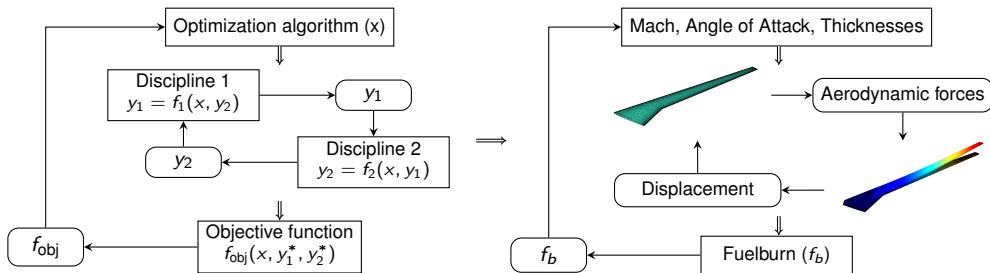 Optimization algorithm (x)
Discipline 1
y₁ = f₁(x, y₂)
y₁
y₂
Discipline 2
y₂ = f₂(x, y₁)
Objective function
f_obj(x, y₁*, y₂*)
f_obj
Mach, Angle of Attack, Thicknesses
Aerodynamic forces
Displacement
Fuelburn (f_b)
f_b